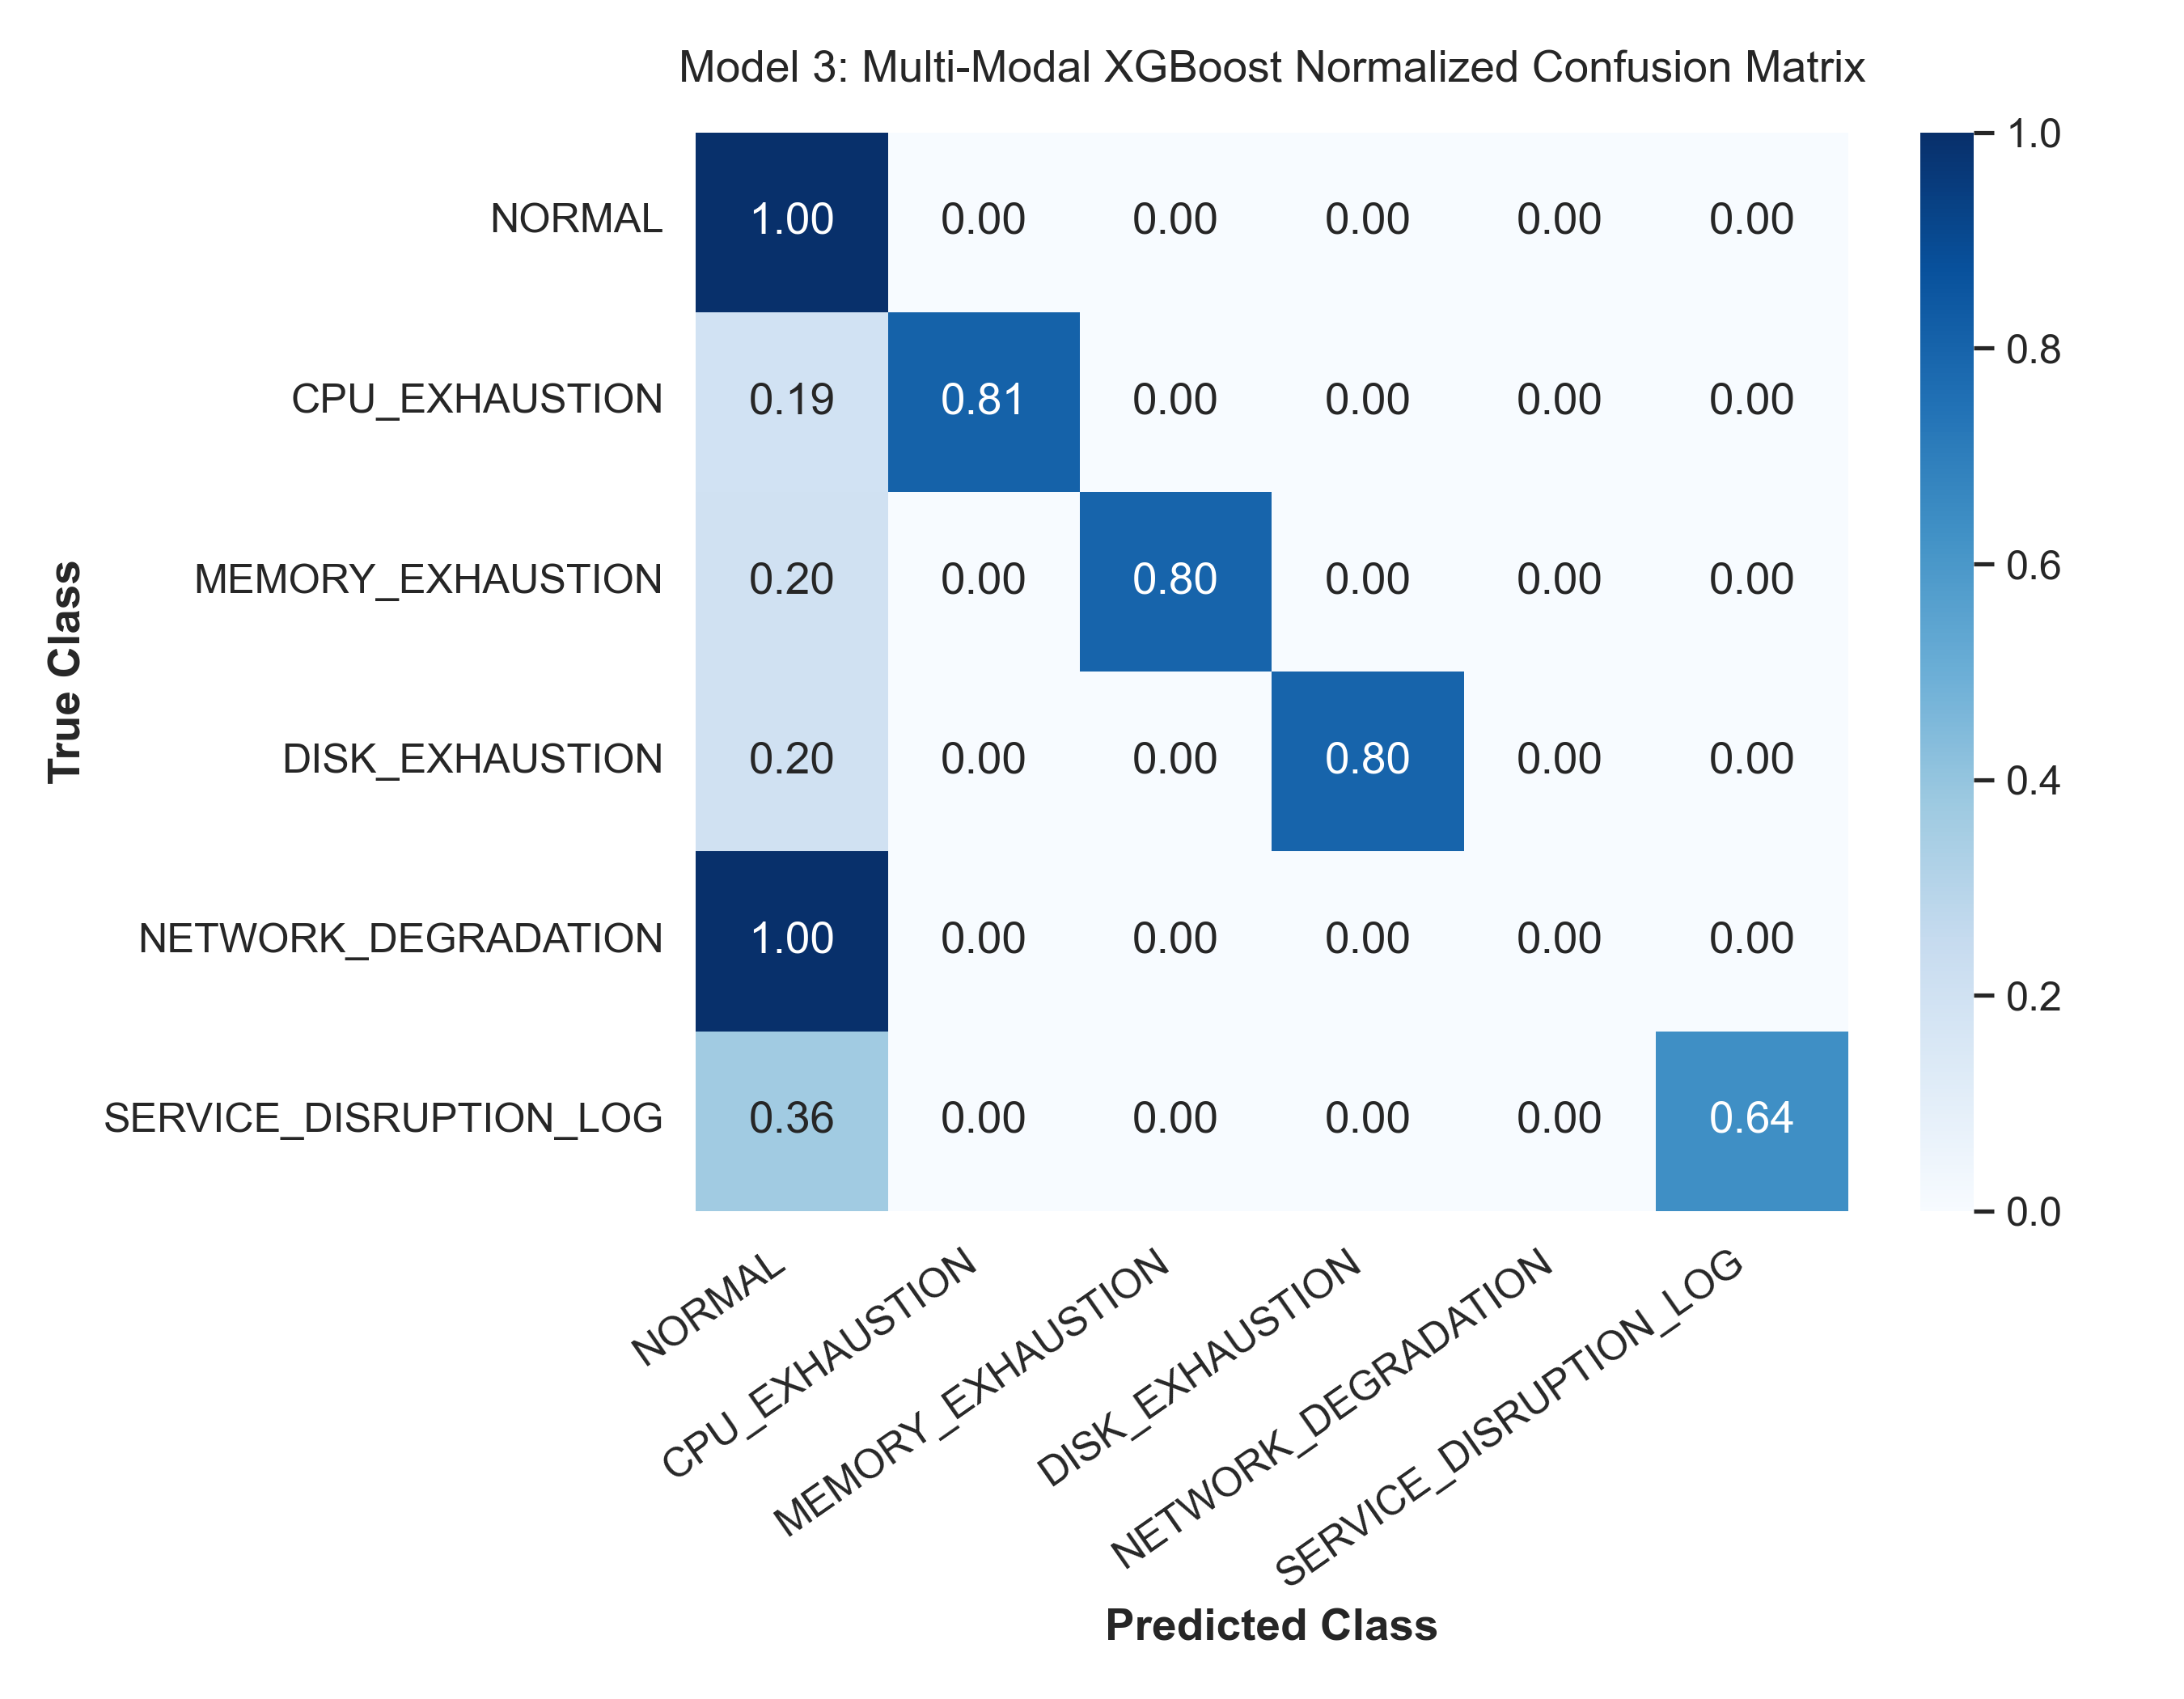 Model 3: Multi-Modal XGBoost Normalized Confusion Matrix
NORMAL 1.00 0.00 0.00 0.00 0.00 0.00
CPU_EXHAUSTION 0.19 0.81 0.00 0.00 0.00 0.00
MEMORY_EXHAUSTION 0.20 0.00 0.80 0.00 0.00 0.00
DISK_EXHAUSTION 0.20 0.00 0.00 0.80 0.00 0.00
NETWORK_DEGRADATION 1.00 0.00 0.00 0.00 0.00 0.00
SERVICE_DISRUPTION_LOG 0.36 0.00 0.00 0.00 0.00 0.64
True Class
NORMAL
CPU_EXHAUSTION
MEMORY_EXHAUSTION
DISK_EXHAUSTION
NETWORK_DEGRADATION
SERVICE_DISRUPTION_LOG
Predicted Class
1.0
0.8
0.6
0.4
0.2
0.0